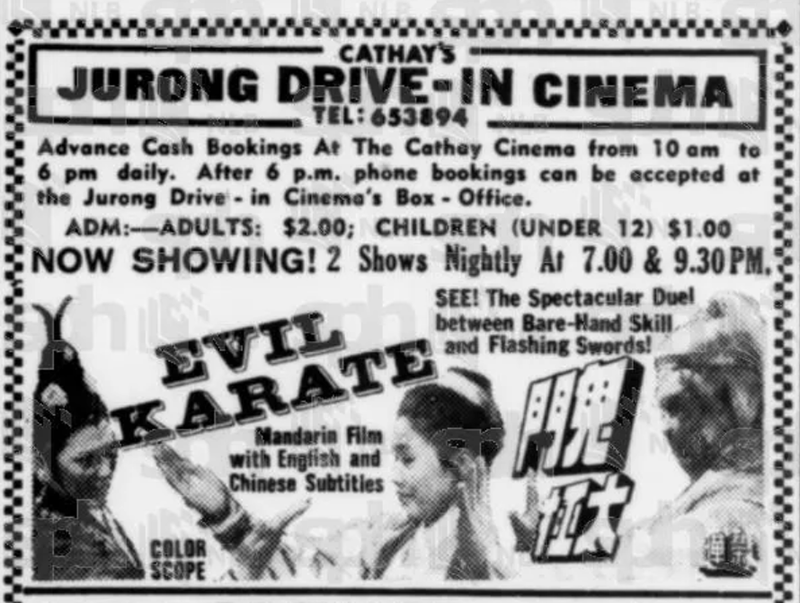 CATHAY'S
JURONG DRIVE-IN CINEMA
TEL: 653894
Advance Cash Bookings At The Cathay Cinema from 10 am to
6 pm daily. After 6 p.m. phone bookings can be accepted at
the Jurong Drive - in Cinema's Box - Office.
ADM:—ADULTS: $2.00; CHILDREN (UNDER 12) $1.00
NOW SHOWING! 2 Shows Nightly At 7.00 & 9.30 PM.
SEE! The Spectacular Duel
between Bare-Hand Skill
and Flashing Swords!
EVIL
KARATE
Mandarin Film
with English and
Chinese Subtitles
COLOR
SCOPE